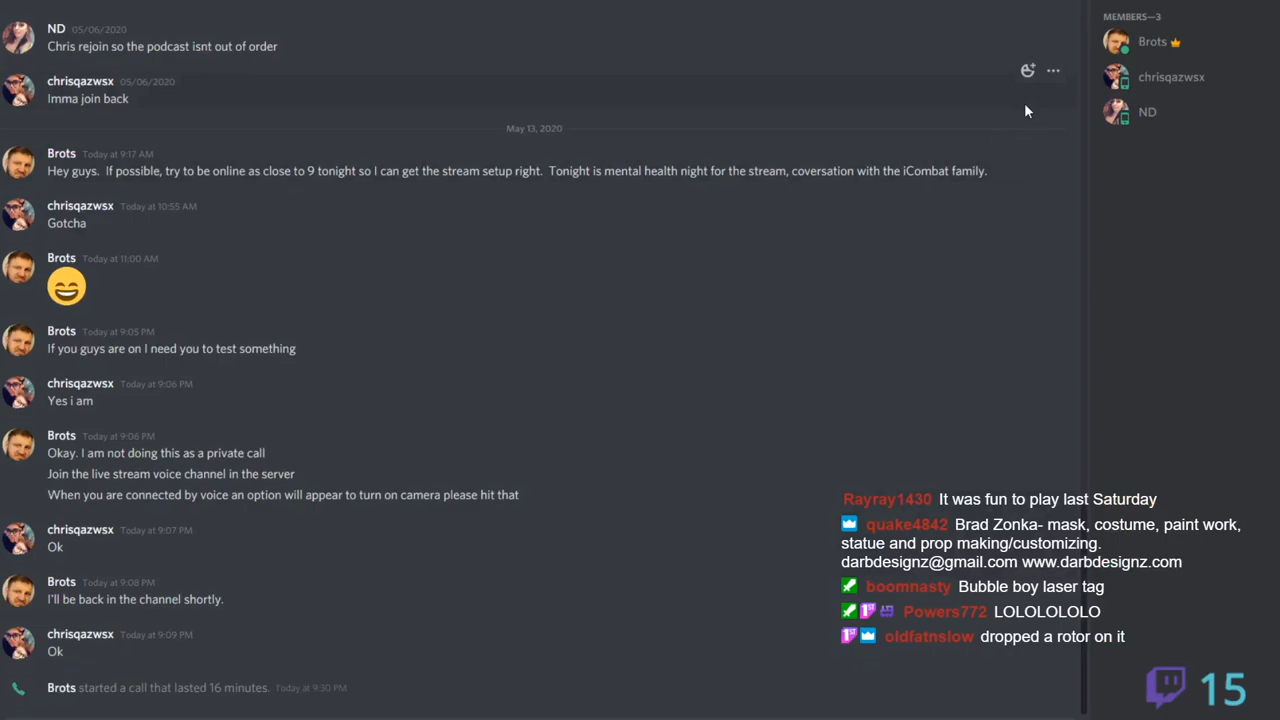 ND 05/06/2020
Chris rejoin so the podcast isnt out of order
chrisqazwsx 05/06/2020
Imma join back
May 13, 2020
Brots Today at 9:17 AM
Hey guys. If possible, try to be online as close to 9 tonight so I can get the stream setup right. Tonight is mental health night for the stream, coversation with the iCombat family.
chrisqazwsx Today at 10:55 AM
Gotcha
Brots Today at 11:00 AM
Brots Today at 9:05 PM
If you guys are on I need you to test something
chrisqazwsx Today at 9:06 PM
Yes i am
Brots Today at 9:06 PM
Okay. I am not doing this as a private call
Join the live stream voice channel in the server
When you are connected by voice an option will appear to turn on camera please hit that
chrisqazwsx Today at 9:07 PM
Ok
Brots Today at 9:08 PM
I'll be back in the channel shortly.
chrisqazwsx Today at 9:09 PM
Ok
Brots started a call that lasted 16 minutes. Today at 9:30 PM
MEMBERS—3
Brots
chrisqazwsx
ND
Rayray1430 It was fun to play last Saturday
quake4842 Brad Zonka- mask, costume, paint work,
statue and prop making/customizing.
darbdesignz@gmail.com www.darbdesignz.com
boomnasty Bubble boy laser tag
1st Powers772 LOLOLOLOLO
1st oldfatnslow dropped a rotor on it
15